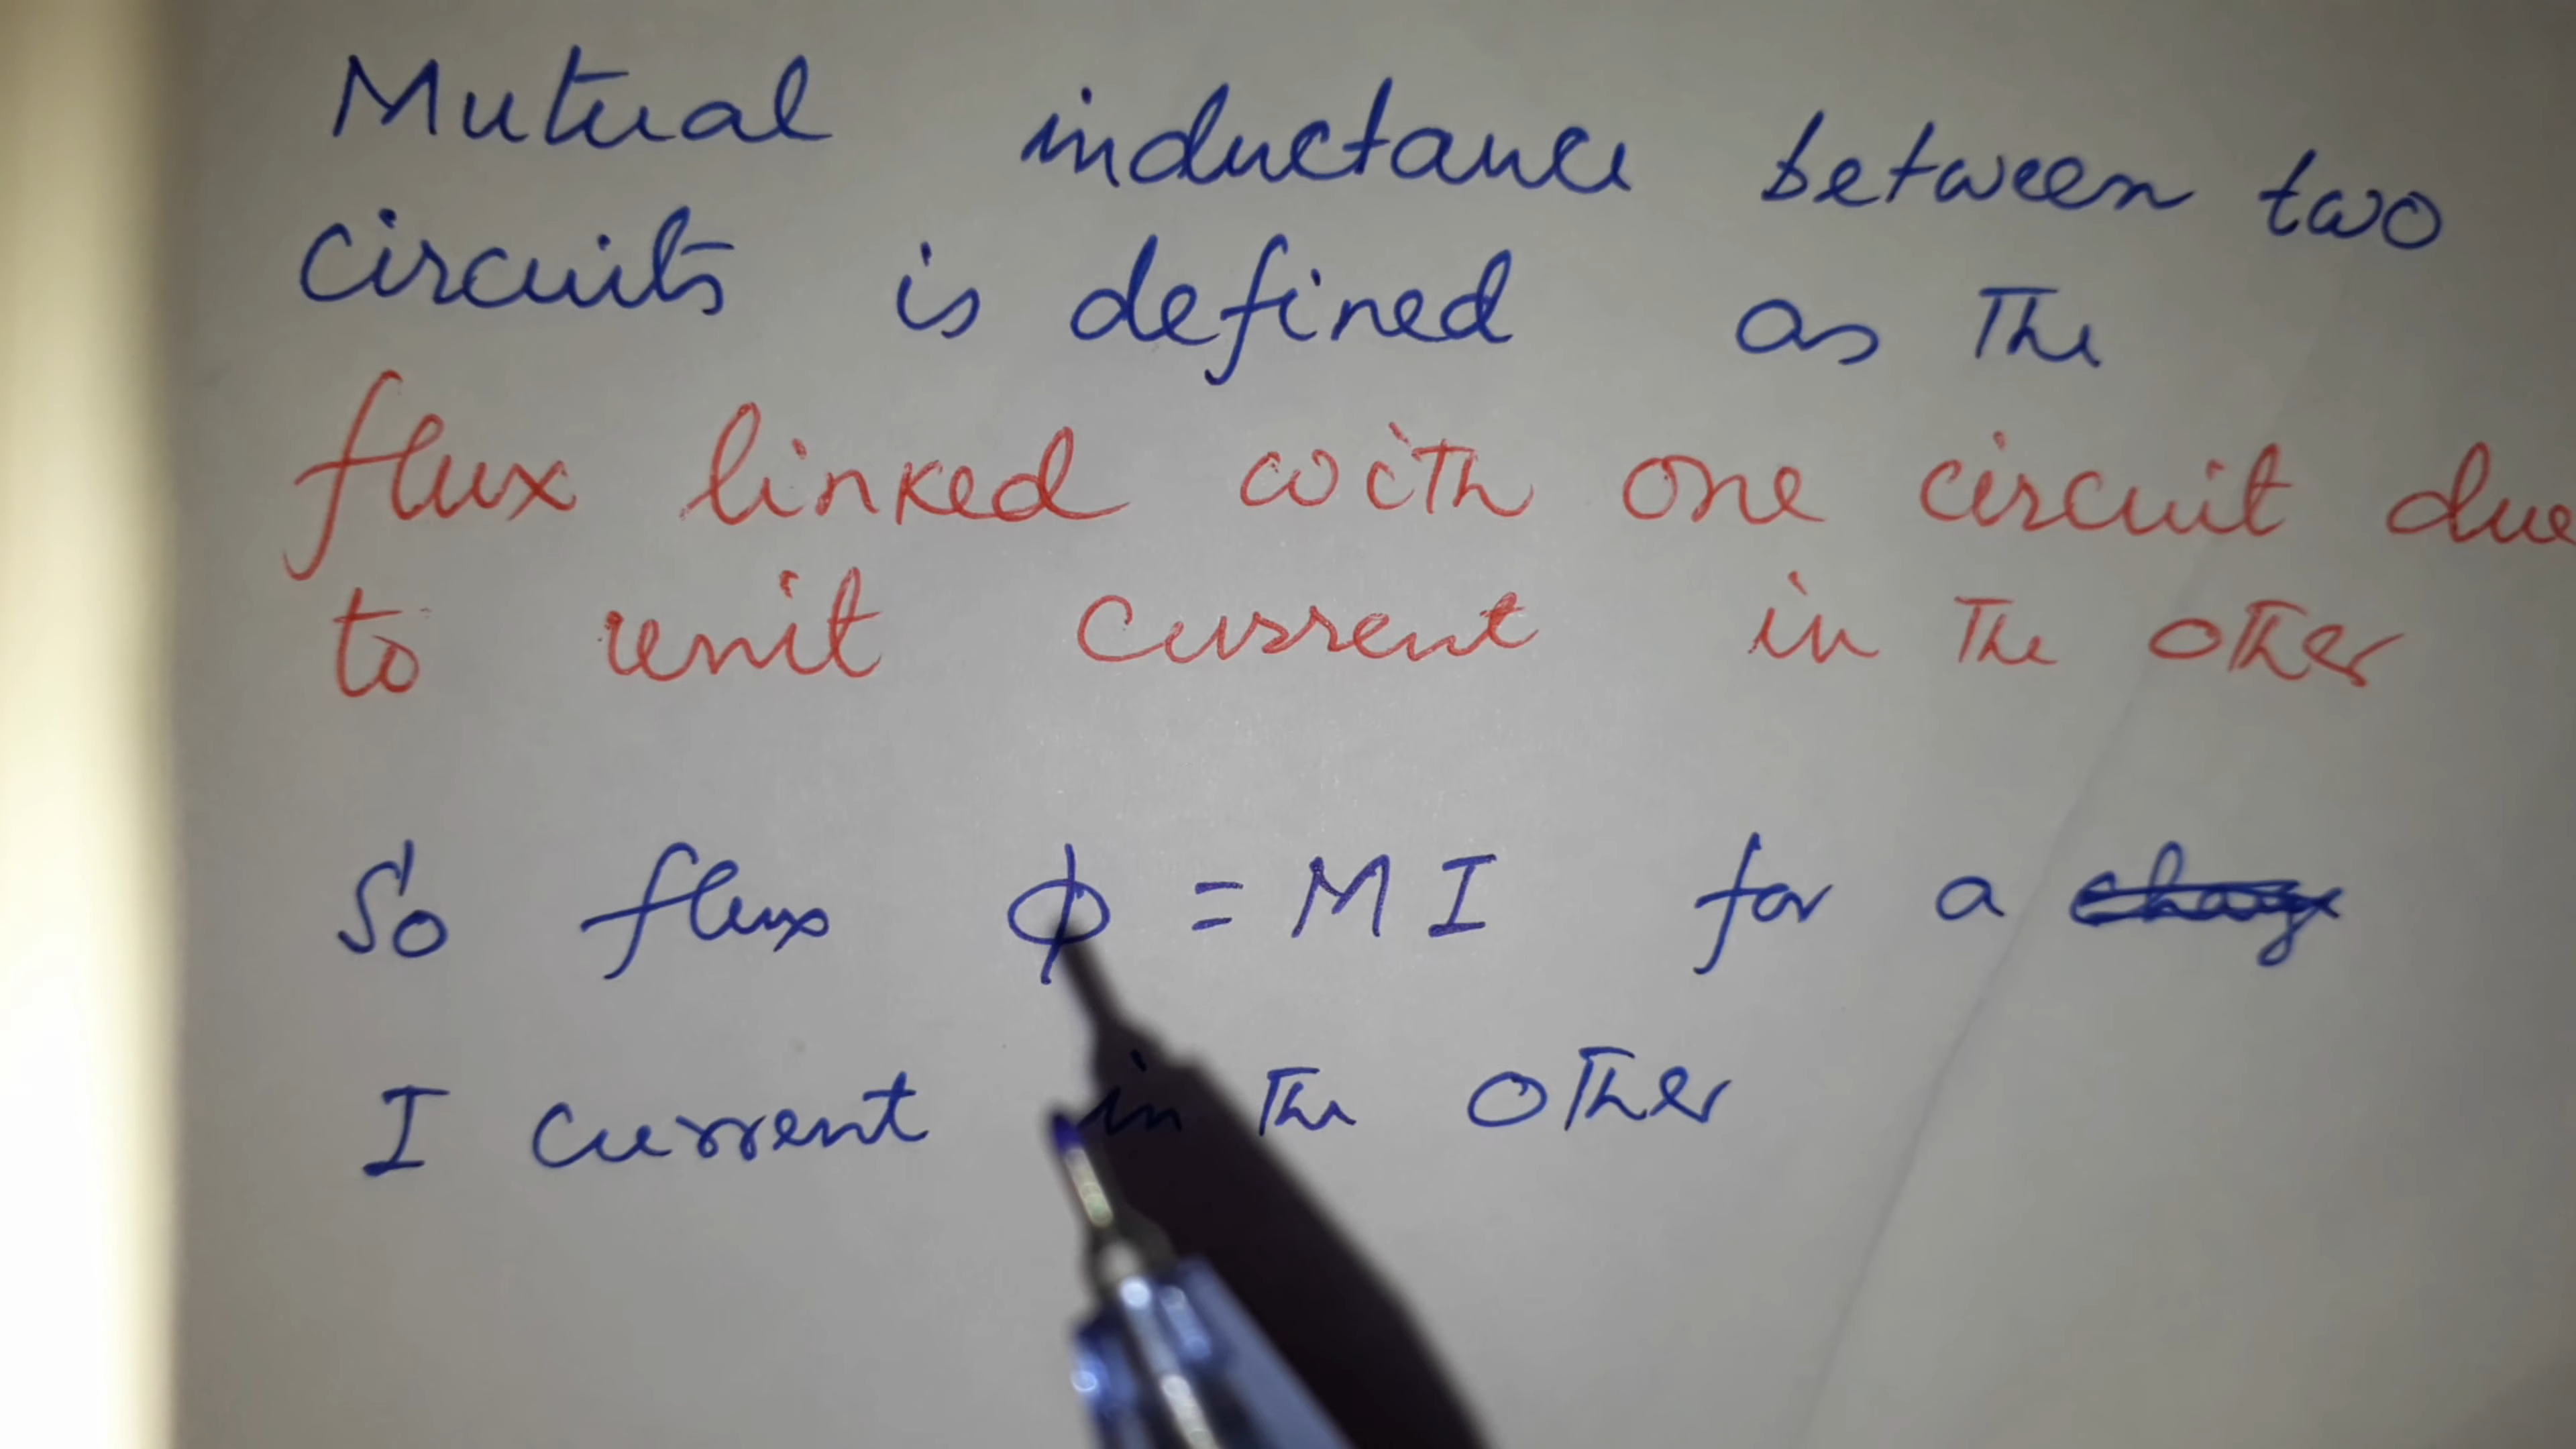 Mutual inductance between two
circuits is defined as The
flux linked with one circuit due
to unit current in The other
So flux ϕ = M I for a
I current in The other